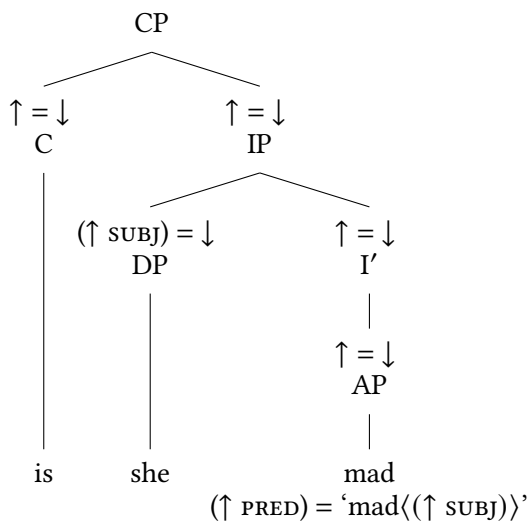 CP
↑ = ↓ ↑ = ↓
C IP
(↑ SUBJ) = ↓ ↑ = ↓
DP I′
↑ = ↓
AP
is she mad
(↑ PRED) = ‘mad⟨(↑ SUBJ)⟩’